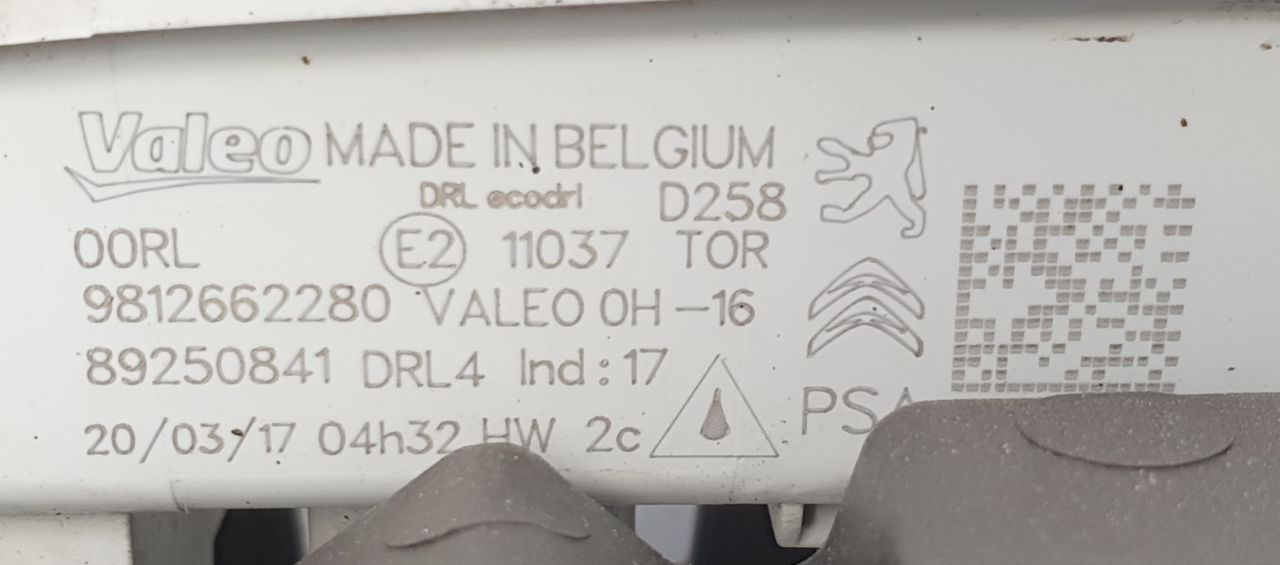 Valeo MADE IN BELGIUM
DRL ecodrl D258
00RL E2 11037 TOR
9812662280 VALEO 0H-16
89250841 DRL4 Ind:17
20/03/17 04h32 HW 2c PSA